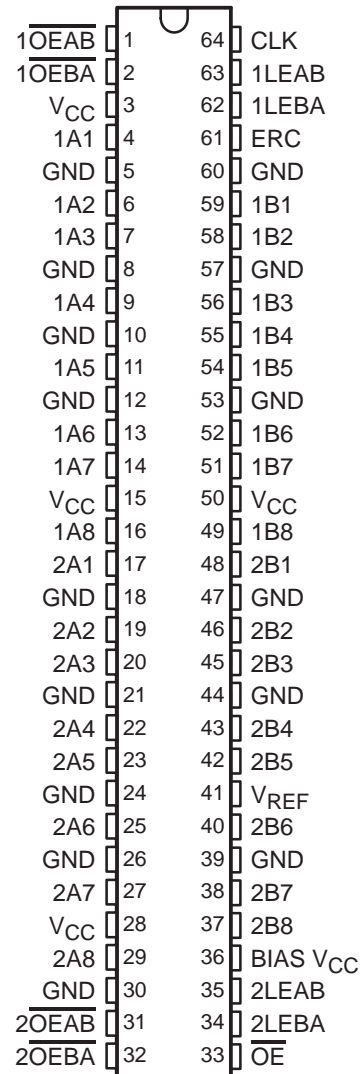 1OEAB 1 64 CLK
1OEBA 2 63 1LEAB
VCC 3 62 1LEBA
1A1 4 61 ERC
GND 5 60 GND
1A2 6 59 1B1
1A3 7 58 1B2
GND 8 57 GND
1A4 9 56 1B3
GND 10 55 1B4
1A5 11 54 1B5
GND 12 53 GND
1A6 13 52 1B6
1A7 14 51 1B7
VCC 15 50 VCC
1A8 16 49 1B8
2A1 17 48 2B1
GND 18 47 GND
2A2 19 46 2B2
2A3 20 45 2B3
GND 21 44 GND
2A4 22 43 2B4
2A5 23 42 2B5
GND 24 41 VREF
2A6 25 40 2B6
GND 26 39 GND
2A7 27 38 2B7
VCC 28 37 2B8
2A8 29 36 BIAS VCC
GND 30 35 2LEAB
2OEAB 31 34 2LEBA
2OEBA 32 33 OE